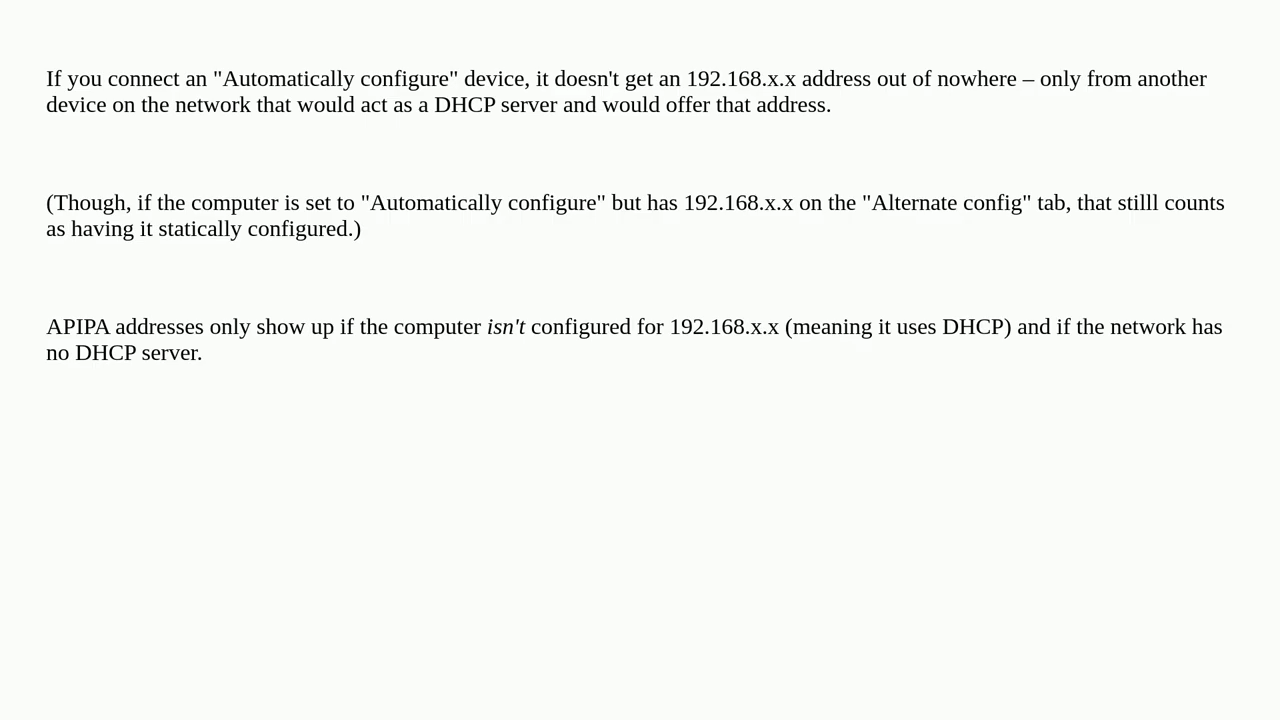 If you connect an "Automatically configure" device, it doesn't get an 192.168.x.x address out of nowhere – only from another
device on the network that would act as a DHCP server and would offer that address.
(Though, if the computer is set to "Automatically configure" but has 192.168.x.x on the "Alternate config" tab, that stilll counts
as having it statically configured.)
APIPA addresses only show up if the computer isn't configured for 192.168.x.x (meaning it uses DHCP) and if the network has
no DHCP server.